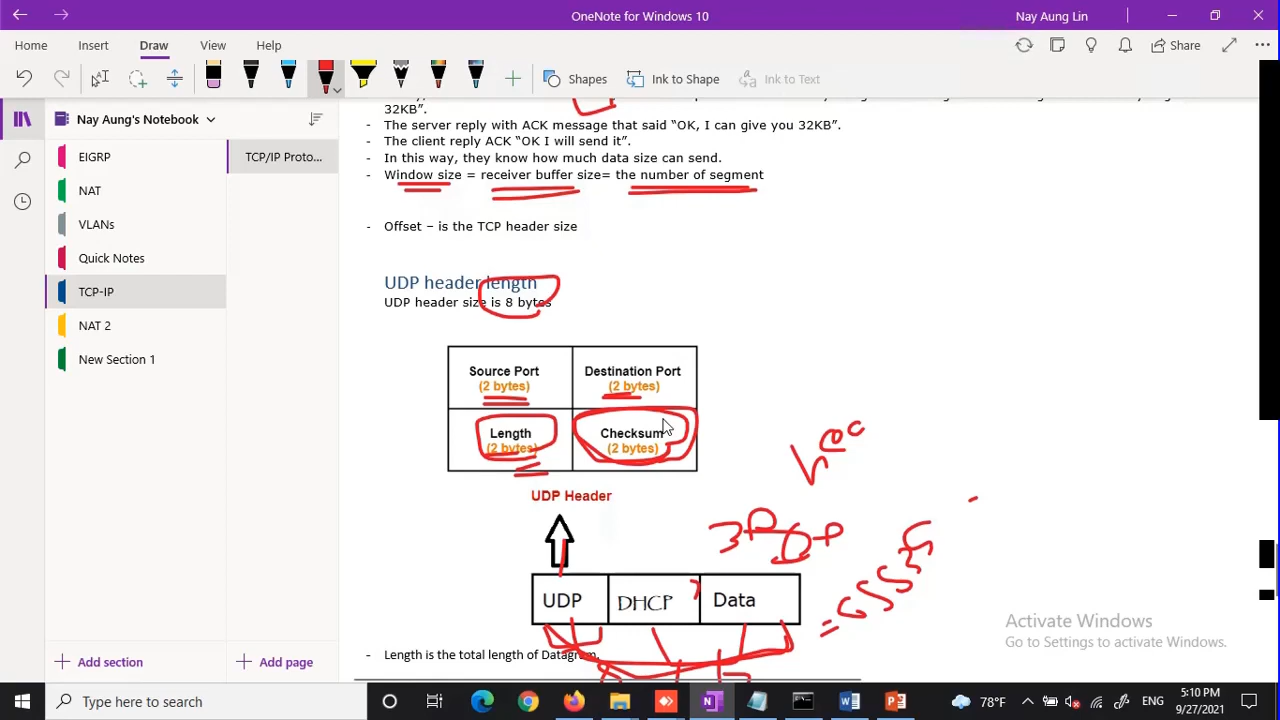 OneNote for Windows 10
Nay Aung Lin
Home Insert Draw View Help
Share
Shapes Ink to Shape Ink to Text
Nay Aung's Notebook
EIGRP
NAT
VLANs
Quick Notes
TCP-IP
NAT 2
New Section 1
Add section
TCP/IP Proto...
Add page
32KB".
- The server reply with ACK message that said "OK, I can give you 32KB".
- The client reply ACK "OK I will send it".
- In this way, they know how much data size can send.
- Window size = receiver buffer size= the number of segment
- Offset – is the TCP header size
UDP header length
UDP header size is 8 bytes
Source Port
(2 bytes)
Destination Port
(2 bytes)
Length
(2 bytes)
Checksum
(2 bytes)
UDP Header
UDP DHCP Data
- Length is the total length of Datagram.
Activate Windows
Go to Settings to activate Windows.
Type here to search
78°F
ENG
5:10 PM
9/27/2021